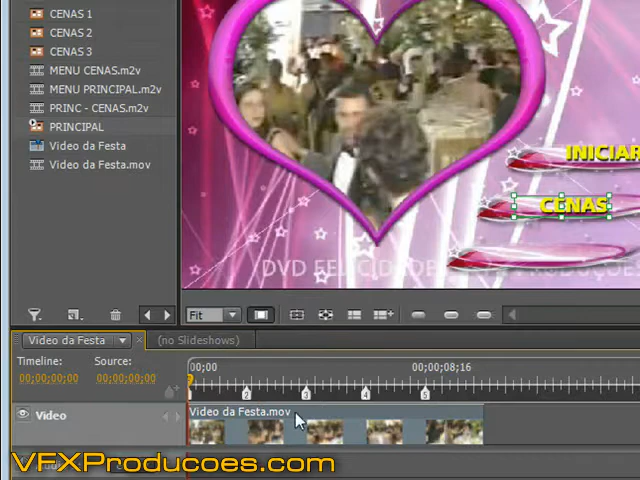 CENAS 1
CENAS 2
CENAS 3
MENU CENAS.m2v
MENU PRINCIPAL.m2v
PRINC - CENAS.m2v
PRINCIPAL
Video da Festa
Video da Festa.mov
INICIAR
CENAS
DVD FELICIDADE
PRODUCOES
Fit
Video da Festa
(no Slideshows)
Timeline:
Source:
00;00;00;00
00;00;00;00
00;00
00;00;08;16
2
3
4
5
Video da Festa.mov
Video
VFXProducoes.com